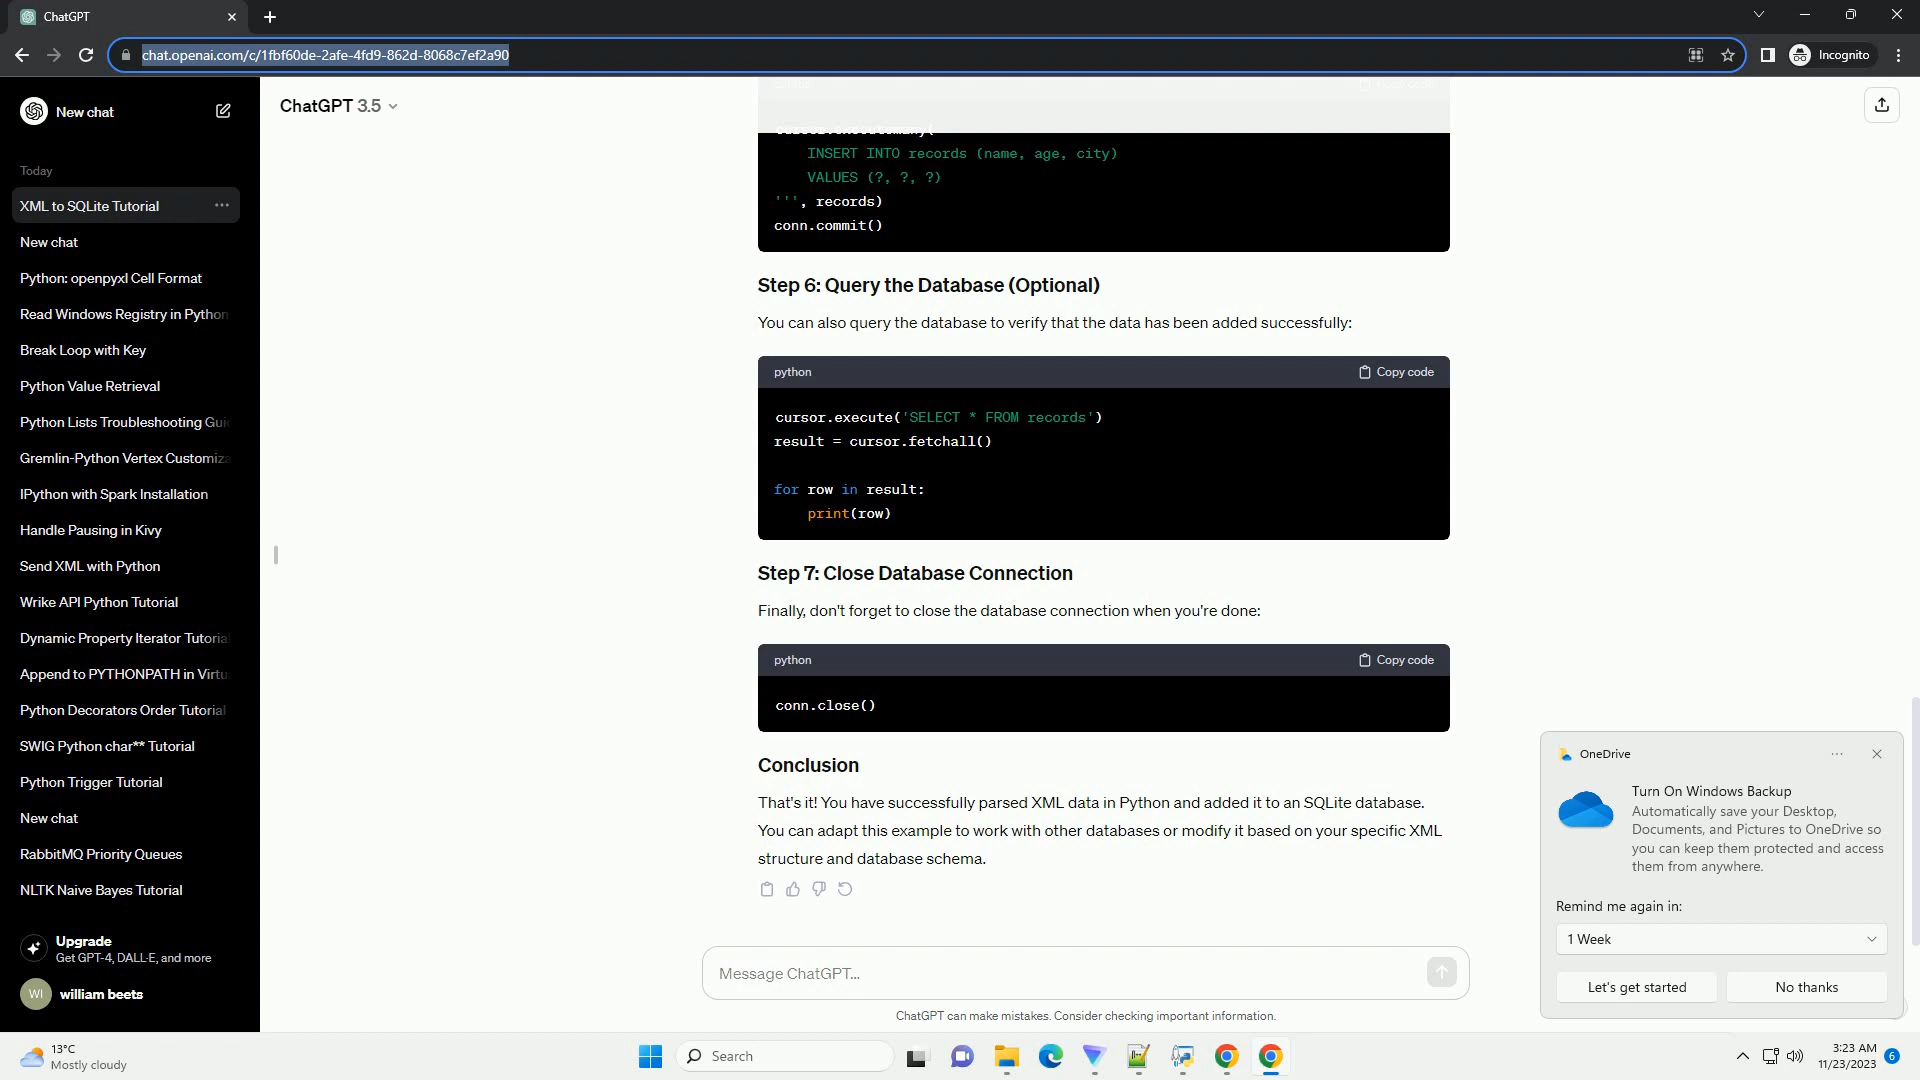 ChatGPT
chat.openai.com/c/1fbf60de-2afe-4fd9-862d-8068c7ef2a90
Incognito
New chat
Today
XML to SQLite Tutorial
New chat
Python: openpyxl Cell Format
Read Windows Registry in Python
Break Loop with Key
Python Value Retrieval
Python Lists Troubleshooting Gui
Gremlin-Python Vertex Customiza
IPython with Spark Installation
Handle Pausing in Kivy
Send XML with Python
Wrike API Python Tutorial
Dynamic Property Iterator Tutorial
Append to PYTHONPATH in Virtu
Python Decorators Order Tutorial
SWIG Python char** Tutorial
Python Trigger Tutorial
New chat
RabbitMQ Priority Queues
NLTK Naive Bayes Tutorial
Upgrade
Get GPT-4, DALL·E, and more
WI
william beets
ChatGPT 3.5
INSERT INTO records (name, age, city)
VALUES (?, ?, ?)
''', records)
conn.commit()
Step 6: Query the Database (Optional)
You can also query the database to verify that the data has been added successfully:
python Copy code
cursor.execute('SELECT * FROM records')
result = cursor.fetchall()
for row in result:
print(row)
Step 7: Close Database Connection
Finally, don't forget to close the database connection when you're done:
python Copy code
conn.close()
Conclusion
That's it! You have successfully parsed XML data in Python and added it to an SQLite database.
You can adapt this example to work with other databases or modify it based on your specific XML
structure and database schema.
Message ChatGPT...
ChatGPT can make mistakes. Consider checking important information.
OneDrive
Turn On Windows Backup
Automatically save your Desktop,
Documents, and Pictures to OneDrive so
you can keep them protected and access
them from anywhere.
Remind me again in:
1 Week
Let's get started
No thanks
13°C
Mostly cloudy
Search
3:23 AM
11/23/2023
6